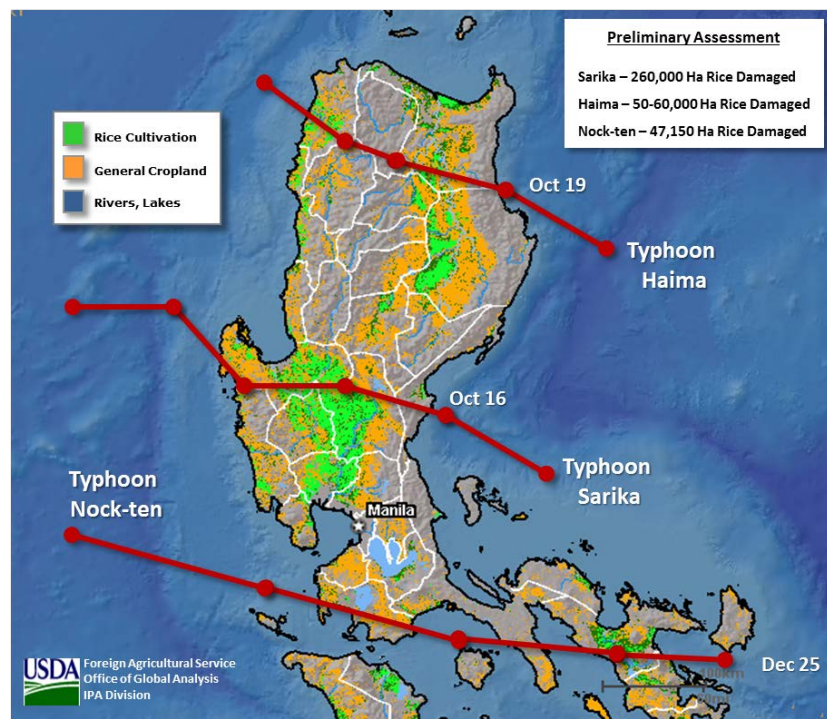 Preliminary Assessment
Sarika – 260,000 Ha Rice Damaged
Haima – 50-60,000 Ha Rice Damaged
Nock-ten – 47,150 Ha Rice Damaged
Rice Cultivation
General Cropland
Rivers, Lakes
Oct 19
Typhoon
Haima
Oct 16
Typhoon
Sarika
Typhoon
Nock-ten
Manila
Dec 25
USDA
Foreign Agricultural Service
Office of Global Analysis
IPA Division